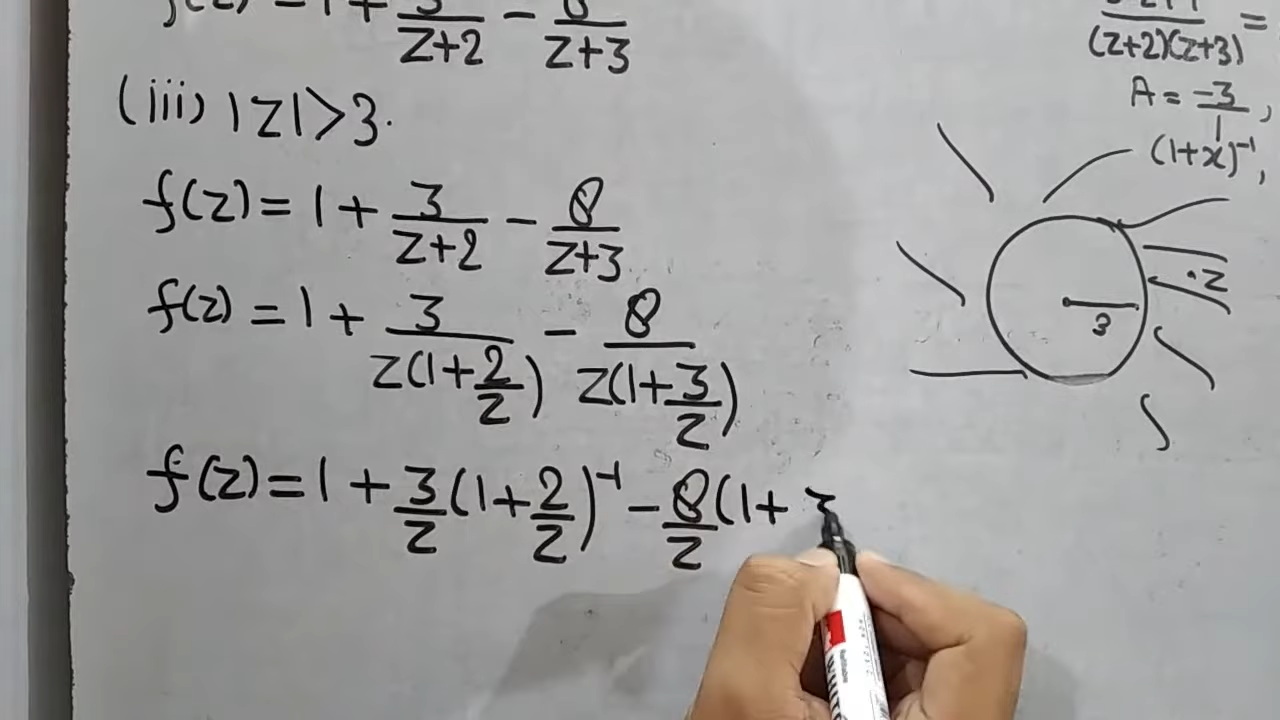 f(z) = 1 + 3/(z+2) - 8/(z+3)
(iii) |z| > 3.
f(z) = 1 + 3/(z+2) - 8/(z+3)
f(z) = 1 + 3/(z(1+2/z)) - 8/(z(1+3/z))
f(z) = 1 + 3/z (1+2/z)^-1 - 8/z (1+ 3
/((z+2)(z+3)) =
A = -3/1 ,
(1+x)^-1 ,
.z
3